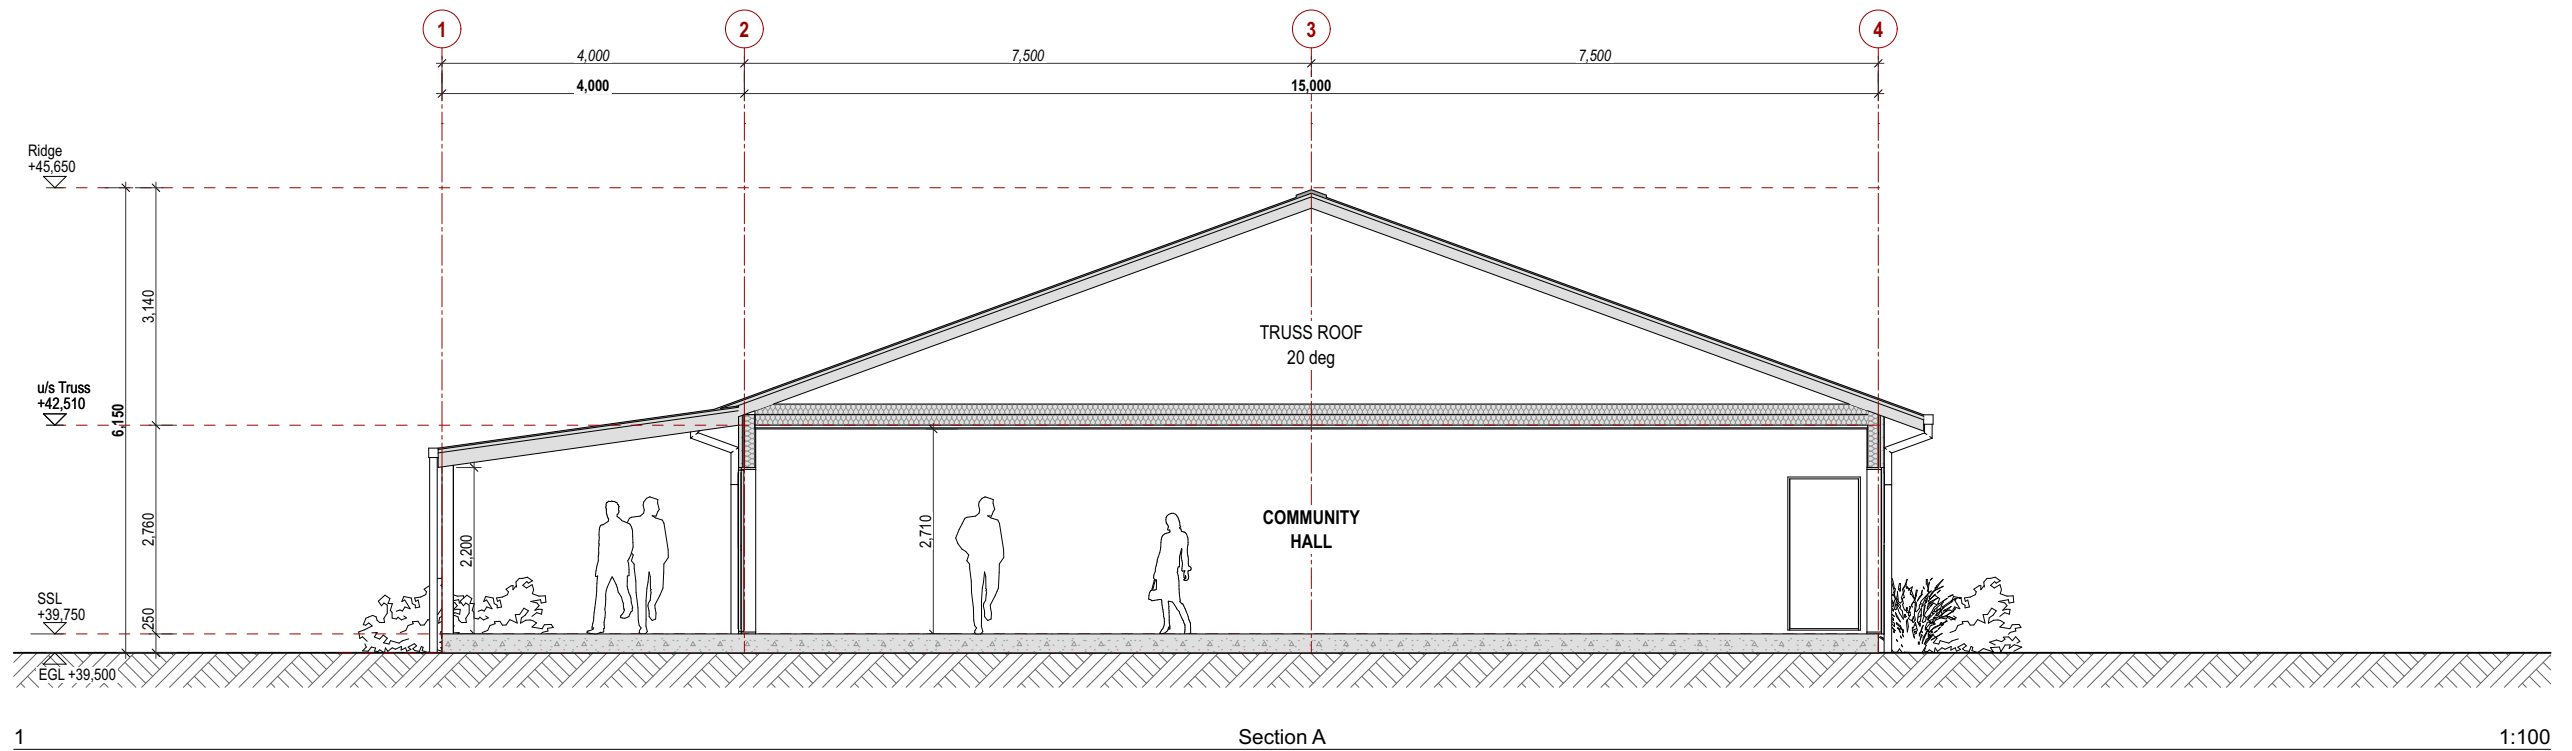 1 2 3 4
4,000 7,500 7,500
4,000 15,000
Ridge
+45,650
3,140
TRUSS ROOF
20 deg
u/s Truss
+42,510
6,150
2,760
2,200
2,710
COMMUNITY
HALL
SSL
+39,750
250
EGL +39,500
1 Section A 1:100